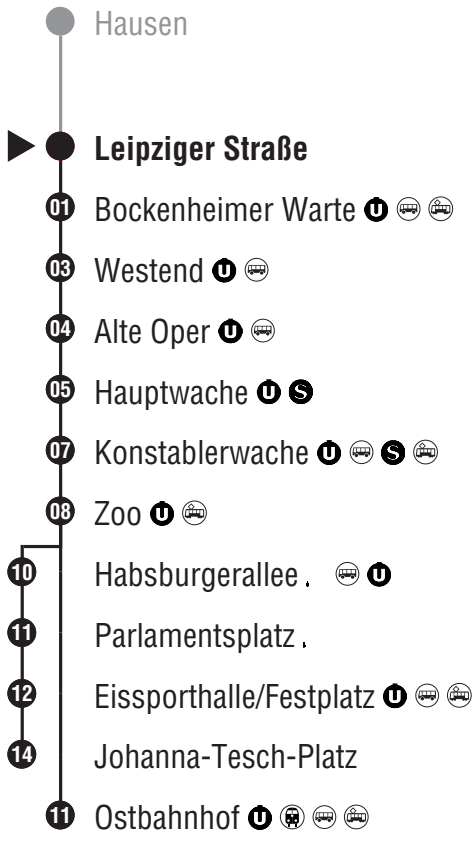 Hausen
Leipziger Straße
01 Bockenheimer Warte U
03 Westend U
04 Alte Oper U
05 Hauptwache U S
07 Konstablerwache U S
08 Zoo U
10 Habsburgerallee . U
11 Parlamentsplatz .
12 Eissporthalle/Festplatz U
14 Johanna-Tesch-Platz
11 Ostbahnhof U